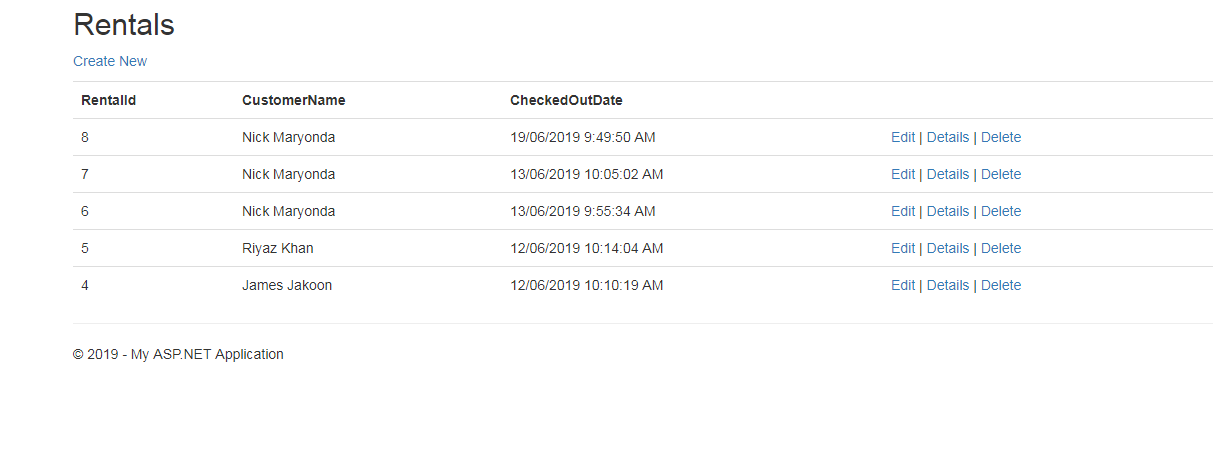 Rentals
Create New
RentalId CustomerName CheckedOutDate
8 Nick Maryonda 19/06/2019 9:49:50 AM Edit | Details | Delete
7 Nick Maryonda 13/06/2019 10:05:02 AM Edit | Details | Delete
6 Nick Maryonda 13/06/2019 9:55:34 AM Edit | Details | Delete
5 Riyaz Khan 12/06/2019 10:14:04 AM Edit | Details | Delete
4 James Jakoon 12/06/2019 10:10:19 AM Edit | Details | Delete
© 2019 - My ASP.NET Application